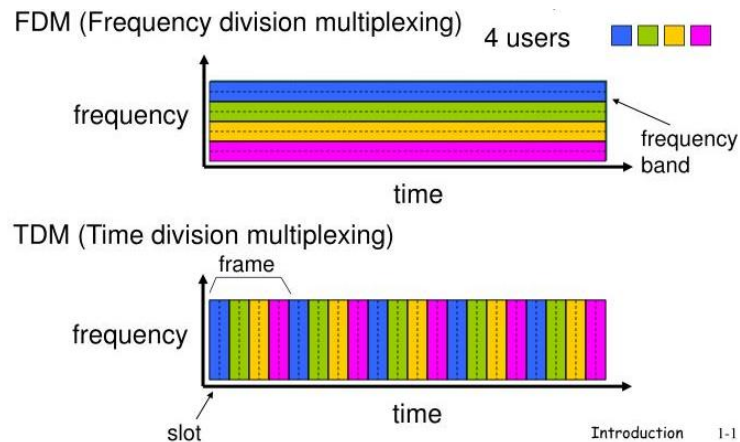 FDM (Frequency division multiplexing)
4 users
frequency
frequency
band
time
TDM (Time division multiplexing)
frame
frequency
time
slot
Introduction 1-1